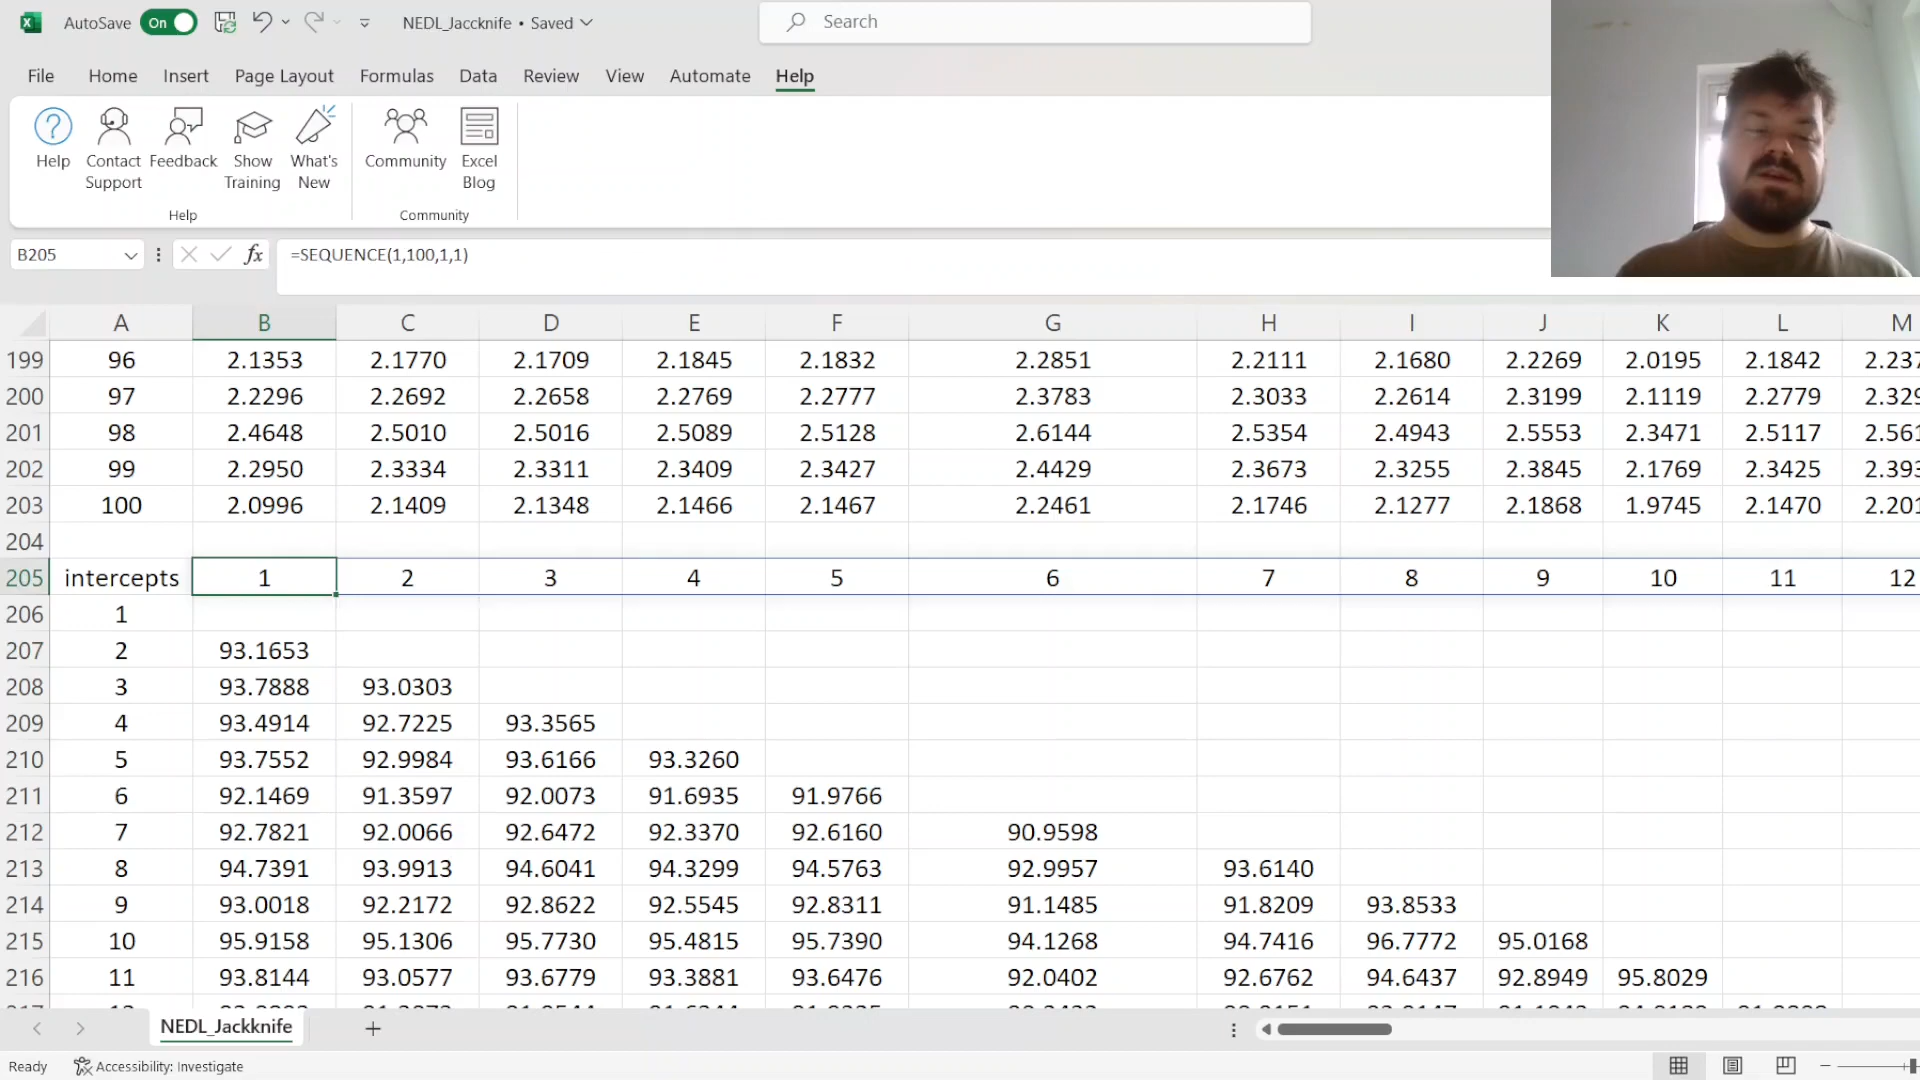 AutoSave On NEDL_Jaccknife • Saved Search
File Home Insert Page Layout Formulas Data Review View Automate Help
Help Contact Support Feedback Show Training What's New Community Excel Blog
Help Community
B205 fx =SEQUENCE(1,100,1,1)
A B C D E F G H I J K L M
199 96 2.1353 2.1770 2.1709 2.1845 2.1832 2.2851 2.2111 2.1680 2.2269 2.0195 2.1842 2.237
200 97 2.2296 2.2692 2.2658 2.2769 2.2777 2.3783 2.3033 2.2614 2.3199 2.1119 2.2779 2.329
201 98 2.4648 2.5010 2.5016 2.5089 2.5128 2.6144 2.5354 2.4943 2.5553 2.3471 2.5117 2.561
202 99 2.2950 2.3334 2.3311 2.3409 2.3427 2.4429 2.3673 2.3255 2.3845 2.1769 2.3425 2.393
203 100 2.0996 2.1409 2.1348 2.1466 2.1467 2.2461 2.1746 2.1277 2.1868 1.9745 2.1470 2.201
204
205 intercepts 1 2 3 4 5 6 7 8 9 10 11 12
206 1
207 2 93.1653
208 3 93.7888 93.0303
209 4 93.4914 92.7225 93.3565
210 5 93.7552 92.9984 93.6166 93.3260
211 6 92.1469 91.3597 92.0073 91.6935 91.9766
212 7 92.7821 92.0066 92.6472 92.3370 92.6160 90.9598
213 8 94.7391 93.9913 94.6041 94.3299 94.5763 92.9957 93.6140
214 9 93.0018 92.2172 92.8622 92.5545 92.8311 91.1485 91.8209 93.8533
215 10 95.9158 95.1306 95.7730 95.4815 95.7390 94.1268 94.7416 96.7772 95.0168
216 11 93.8144 93.0577 93.6779 93.3881 93.6476 92.0402 92.6762 94.6437 92.8949 95.8029
NEDL_Jackknife
Ready Accessibility: Investigate